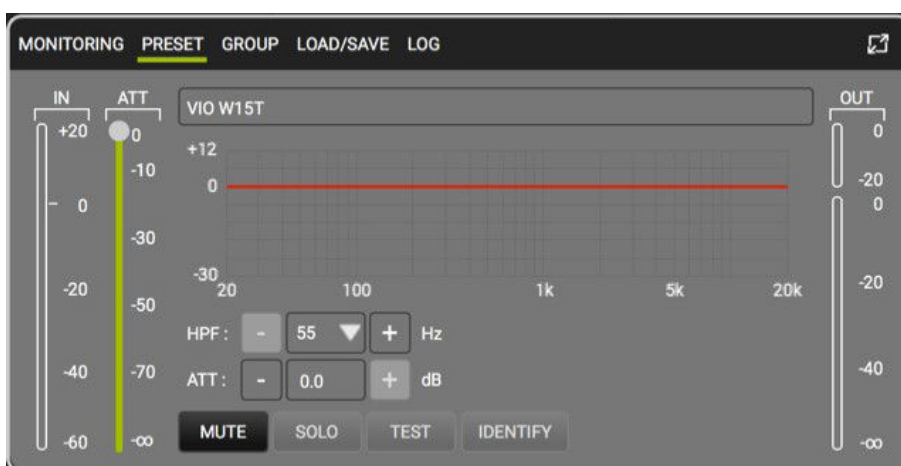 MONITORING PRESET GROUP LOAD/SAVE LOG
IN ATT OUT
VIO W15T
+20
0
-20
-40
-60
0
-10
-30
-50
-70
-∞
+12
0
-30
20 100 1k 5k 20k
HPF : - 55 + Hz
ATT : - 0.0 + dB
MUTE SOLO TEST IDENTIFY
0
-20
0
-20
-40
-∞